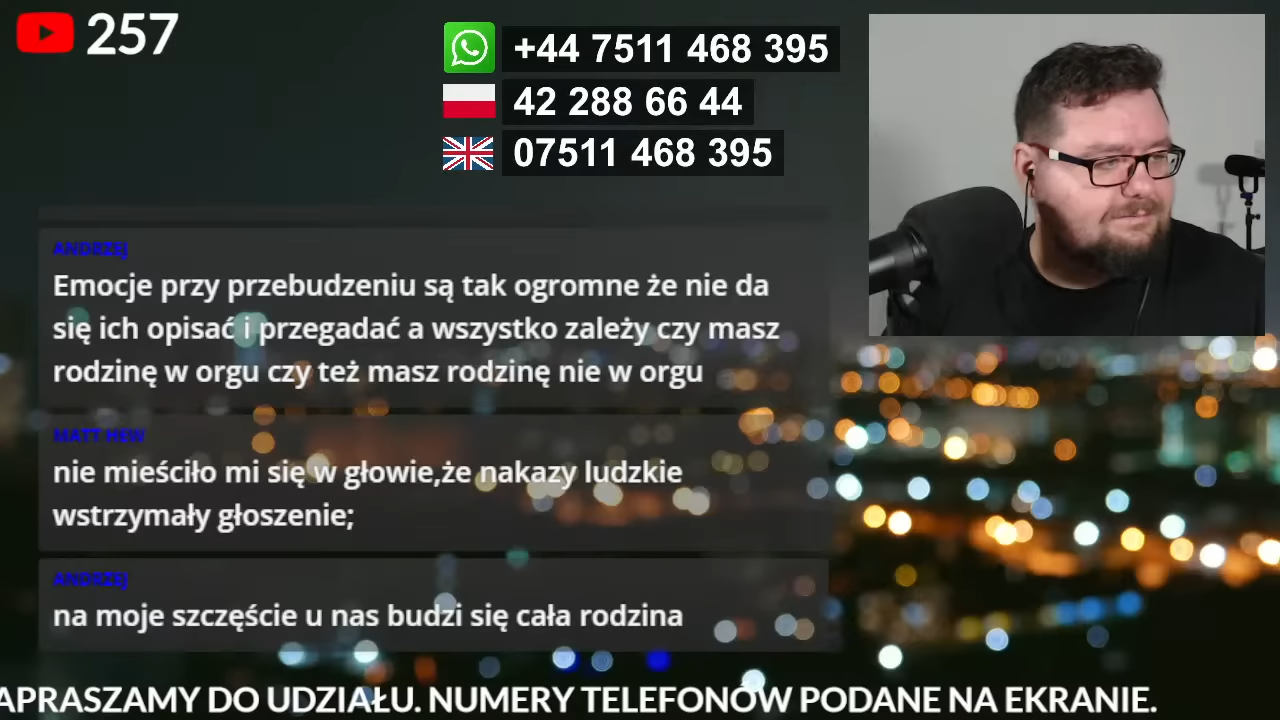 257
+44 7511 468 395
42 288 66 44
07511 468 395
ANDRZEJ
Emocje przy przebudzeniu są tak ogromne że nie da
się ich opisać i przegadać a wszystko zależy czy masz
rodzinę w orgu czy też masz rodzinę nie w orgu
MATT HEW
nie mieściło mi się w głowie,że nakazy ludzkie
wstrzymały głoszenie;
ANDRZEJ
na moje szczęście u nas budzi się cała rodzina
APRASZAMY DO UDZIAŁU. NUMERY TELEFONÓW PODANE NA EKRANIE.